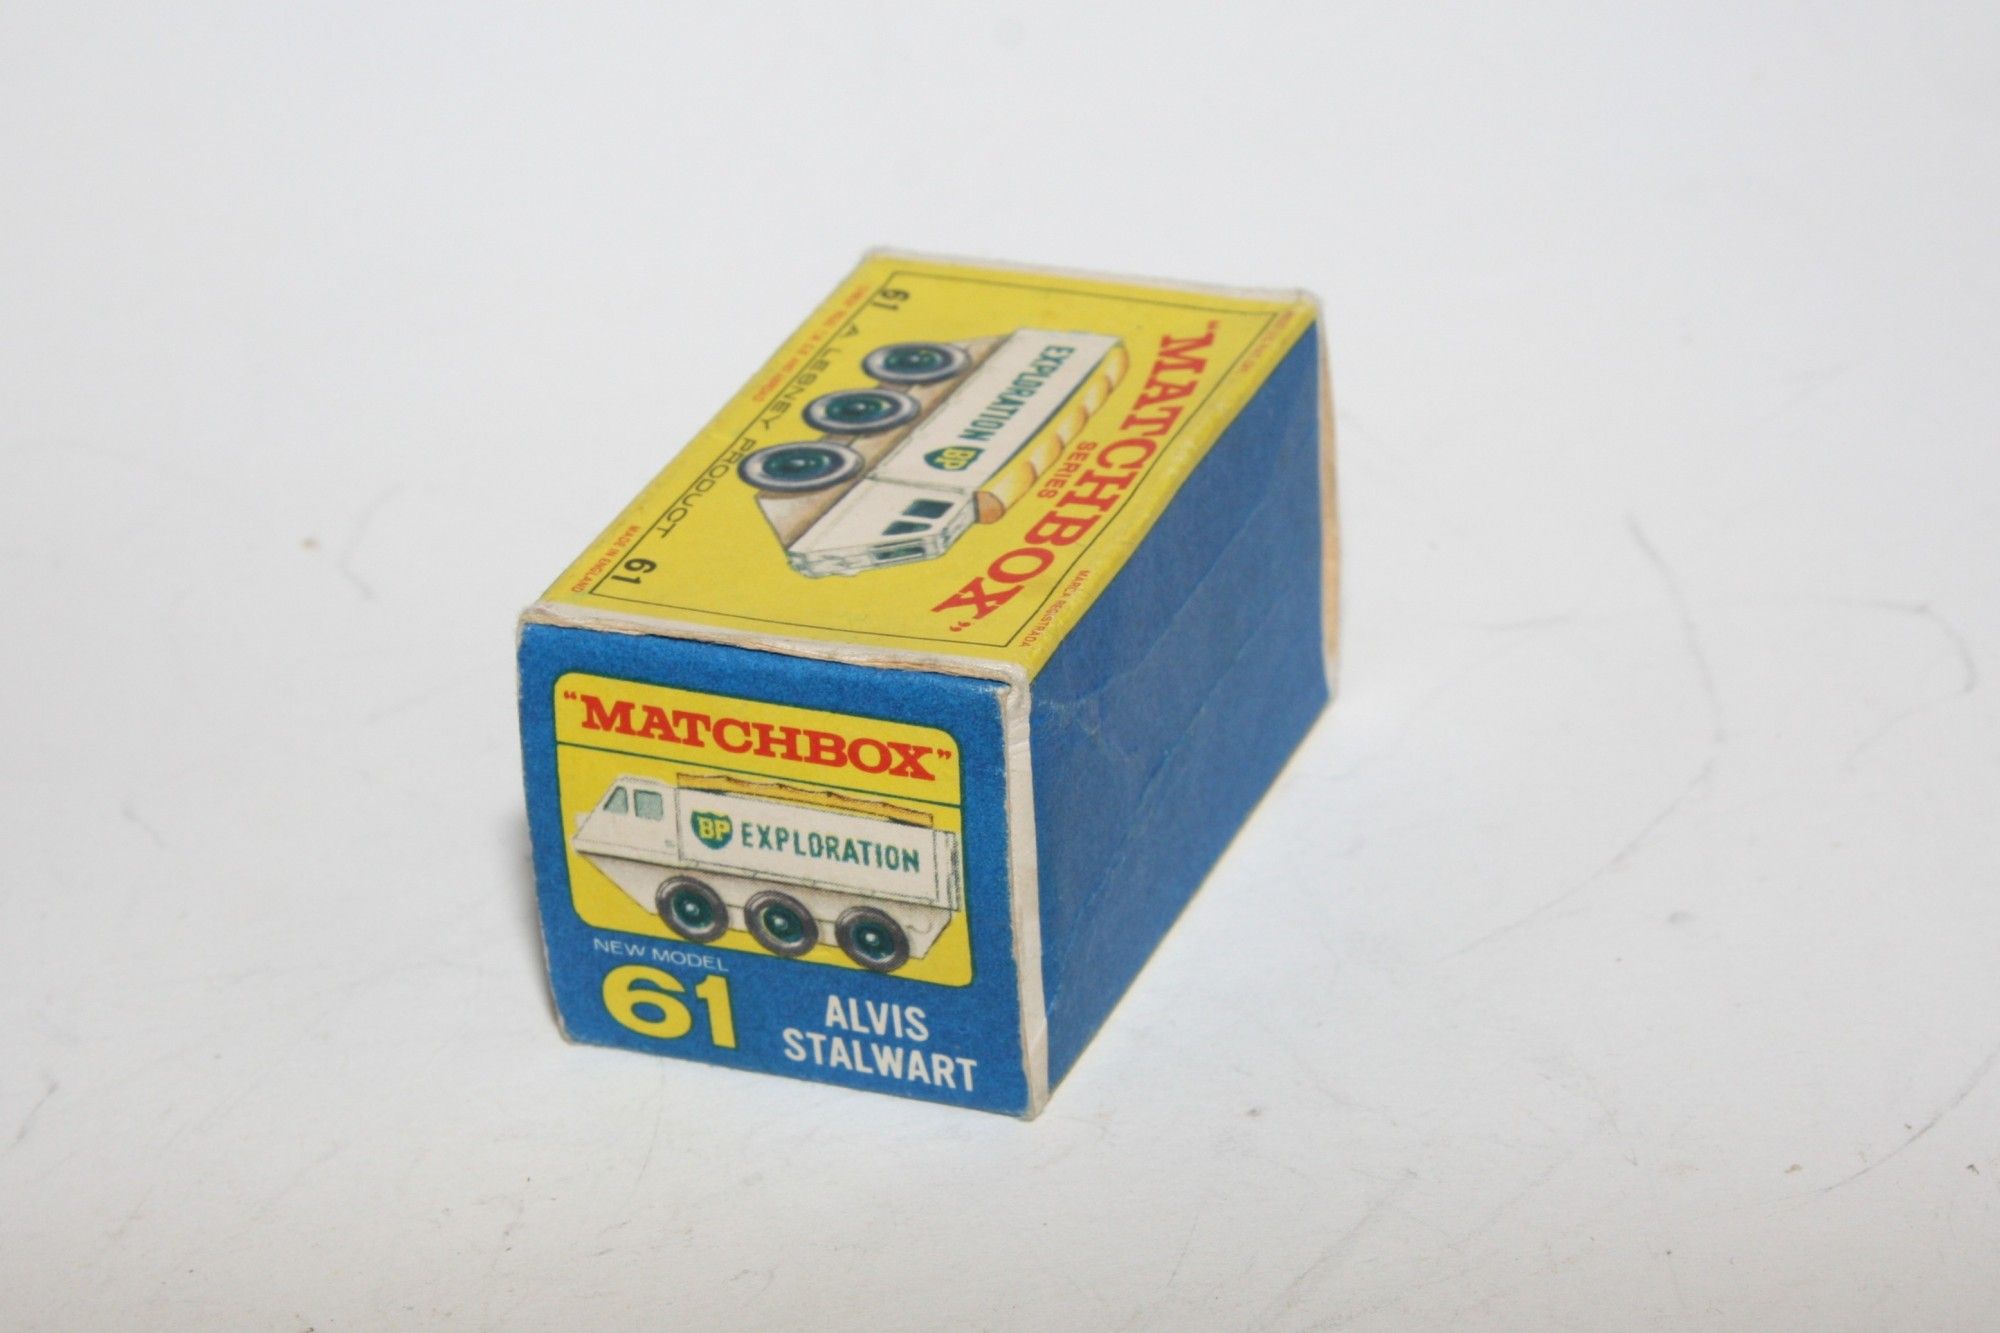 "MATCHBOX"
SERIES
EXPLORATION BP
61 A LESNEY PRODUCT 61
MADE IN ENGLAND
MARCA REGISTRADA
"MATCHBOX"
BP EXPLORATION
NEW MODEL
61
ALVIS
STALWART